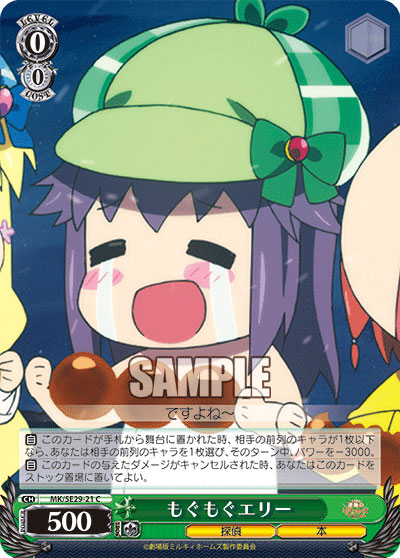 LEVEL
0
0
COST
SAMPLE
ですよね〜
自 このカードが手札から舞台に置かれた時、相手の前列のキャラが1枚以下
なら、あなたは相手の前列のキャラを1枚選び、そのターン中、パワーを−3000。
自 このカードの与えたダメージがキャンセルされた時、あなたはこのカードを
ストック置場に置いてよい。
CH MK/SE29-21 C
もぐもぐエリー
POWER
500
探偵 本
©劇場版ミルキィホームズ製作委員会